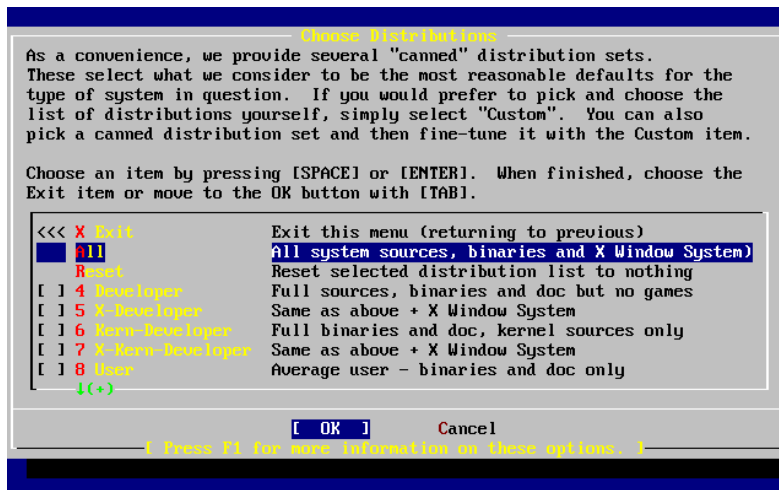 Choose Distributions
As a convenience, we provide several "canned" distribution sets.
These select what we consider to be the most reasonable defaults for the
type of system in question.  If you would prefer to pick and choose the
list of distributions yourself, simply select "Custom".  You can also
pick a canned distribution set and then fine-tune it with the Custom item.
Choose an item by pressing [SPACE] or [ENTER].  When finished, choose the
Exit item or move to the OK button with [TAB].
<<< X Exit Exit this menu (returning to previous)
All All system sources, binaries and X Window System)
Reset Reset selected distribution list to nothing
[ ] 4 Developer Full sources, binaries and doc but no games
[ ] 5 X-Developer Same as above + X Window System
[ ] 6 Kern-Developer Full binaries and doc, kernel sources only
[ ] 7 X-Kern-Developer Same as above + X Window System
[ ] 8 User Average user - binaries and doc only
↓(+)
[ OK ] Cancel
[ Press F1 for more information on these options. ]